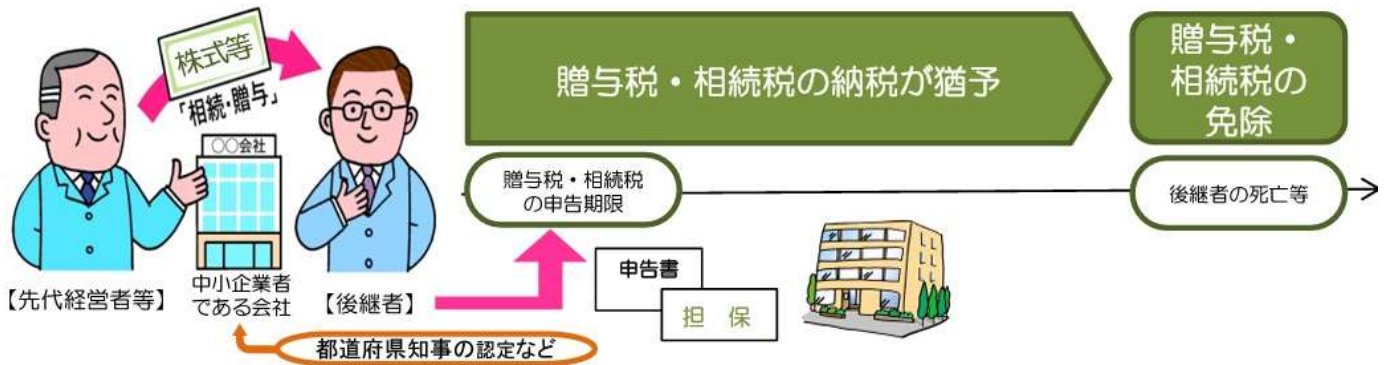 株式等
「相続・贈与」
〇〇会社
【先代経営者等】
中小企業者
である会社
【後継者】
都道府県知事の認定など
贈与税・相続税の納税が猶予
贈与税・
相続税の
免除
贈与税・相続税
の申告期限
後継者の死亡等
申告書
担 保